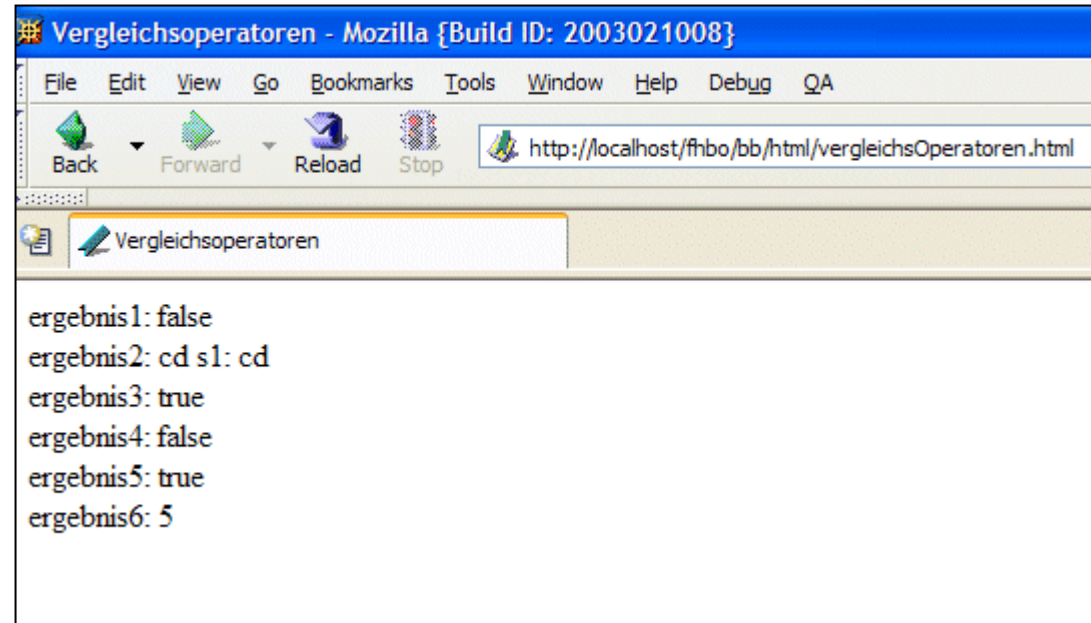 Vergleichsoperatoren - Mozilla {Build ID: 2003021008}
File Edit View Go Bookmarks Tools Window Help Debug QA
Back Forward Reload Stop http://localhost/fhbo/bb/html/vergleichsOperatoren.html
Vergleichsoperatoren
ergebnis1: false
ergebnis2: cd s1: cd
ergebnis3: true
ergebnis4: false
ergebnis5: true
ergebnis6: 5